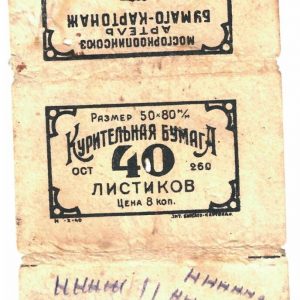 МОСГОРКООПИНСОЮЗ
АРТЕЛЬ
БУМАГО-КАРТОНАЖ
РАЗМЕР 50×80 м/м
КУРИТЕЛЬНАЯ БУМАГА
ОСТ 40 260
ЛИСТИКОВ
ЦЕНА 8 КОП.